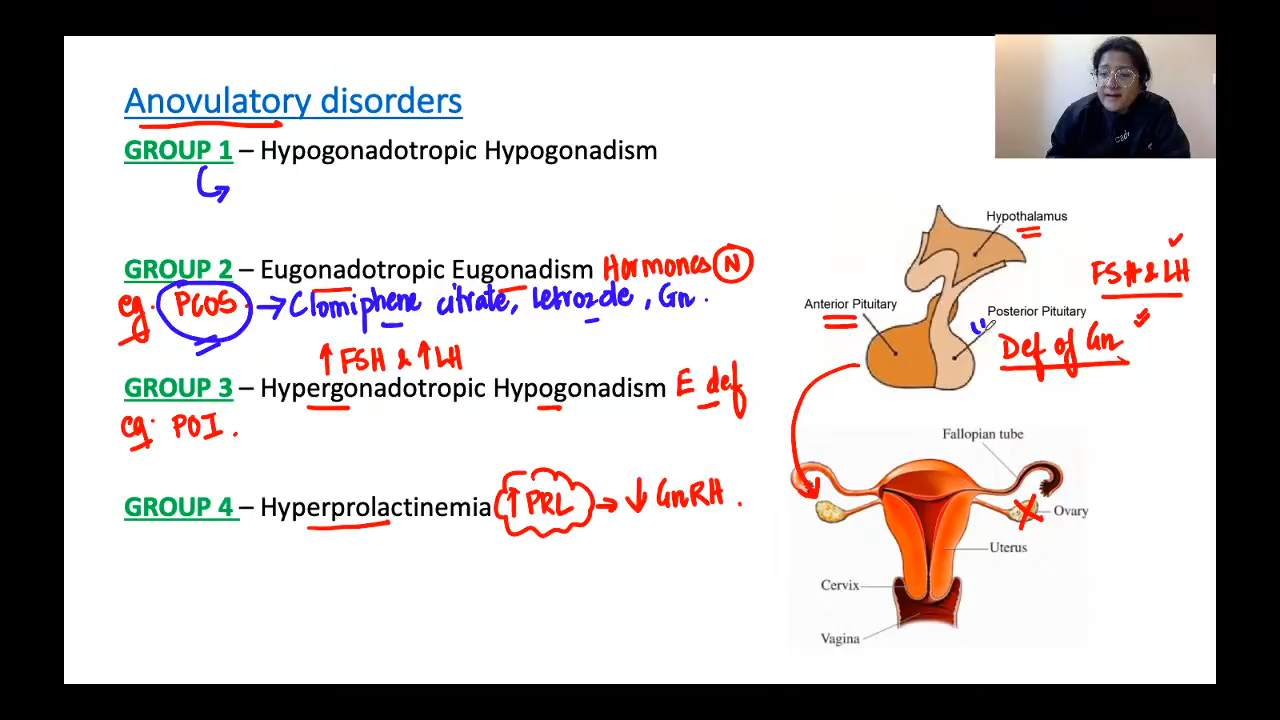 Anovulatory disorders
GROUP 1 – Hypogonadotropic Hypogonadism
GROUP 2 – Eugonadotropic Eugonadism Hormones N
eg. PCOS → Clomiphene citrate, letrozole, Gn.
↑ FSH & ↑ LH
GROUP 3 – Hypergonadotropic Hypogonadism E def
eg. POI.
GROUP 4 – Hyperprolactinemia ↑ PRL → ↓ GnRH.
Hypothalamus
FSH & LH
Anterior Pituitary
Posterior Pituitary
Def of Gn
Fallopian tube
Ovary
Uterus
Cervix
Vagina